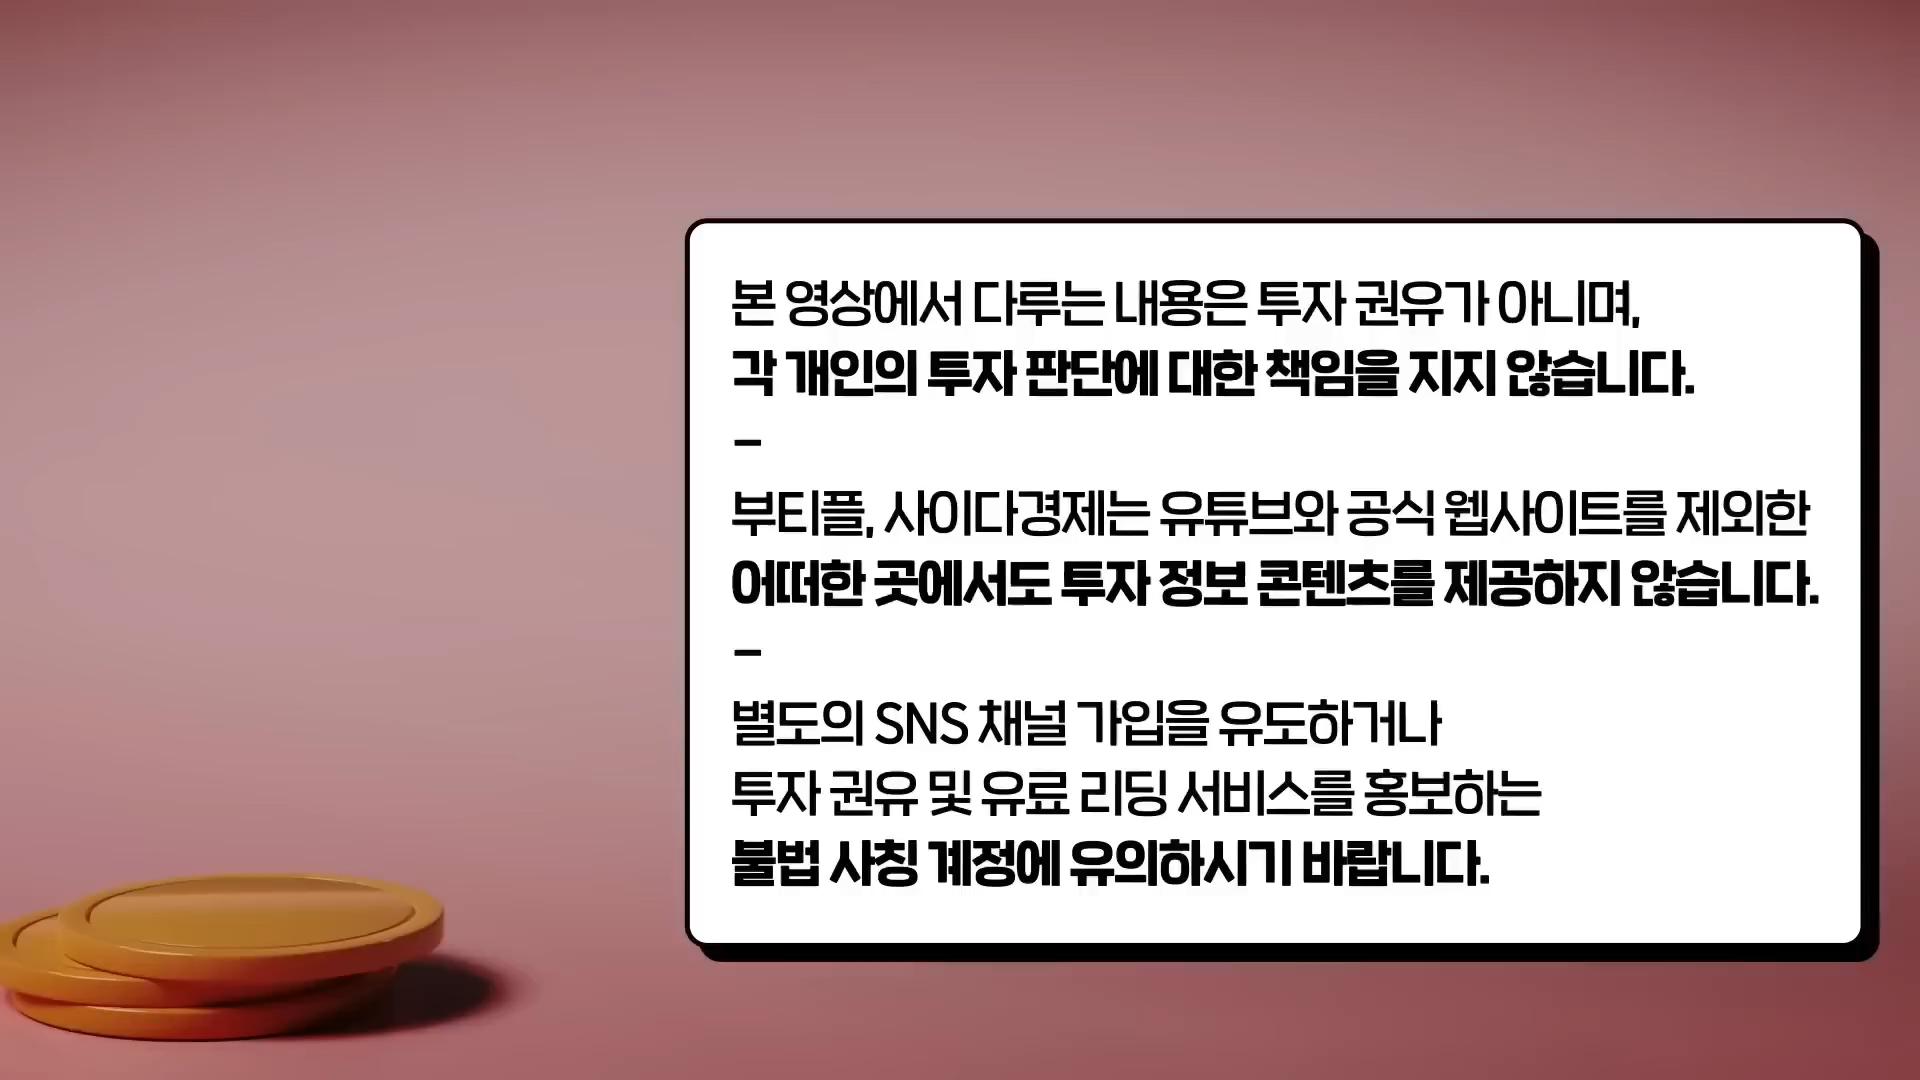 본 영상에서 다루는 내용은 투자 권유가 아니며,
각 개인의 투자 판단에 대한 책임을 지지 않습니다.
–
부티플, 사이다경제는 유튜브와 공식 웹사이트를 제외한
어떠한 곳에서도 투자 정보 콘텐츠를 제공하지 않습니다.
–
별도의 SNS 채널 가입을 유도하거나
투자 권유 및 유료 리딩 서비스를 홍보하는
불법 사칭 계정에 유의하시기 바랍니다.